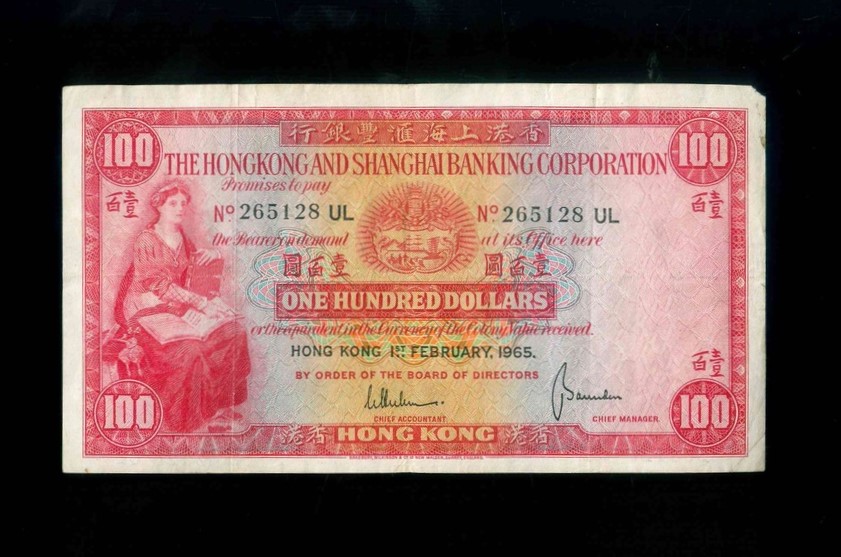 行銀豐滙海上港香
100 100
THE HONGKONG AND SHANGHAI BANKING CORPORATION
Promises to pay
百壹 百壹
Nº 265128 UL Nº 265128 UL
the Bearer on demand at its Office here
圓百壹 圓百壹
ONE HUNDRED DOLLARS
or the equivalent in the Currency of the Colony Value received.
HONG KONG 1ST FEBRUARY, 1965.
百壹
BY ORDER OF THE BOARD OF DIRECTORS
100 100
CHIEF ACCOUNTANT CHIEF MANAGER.
港香 HONG KONG 港香